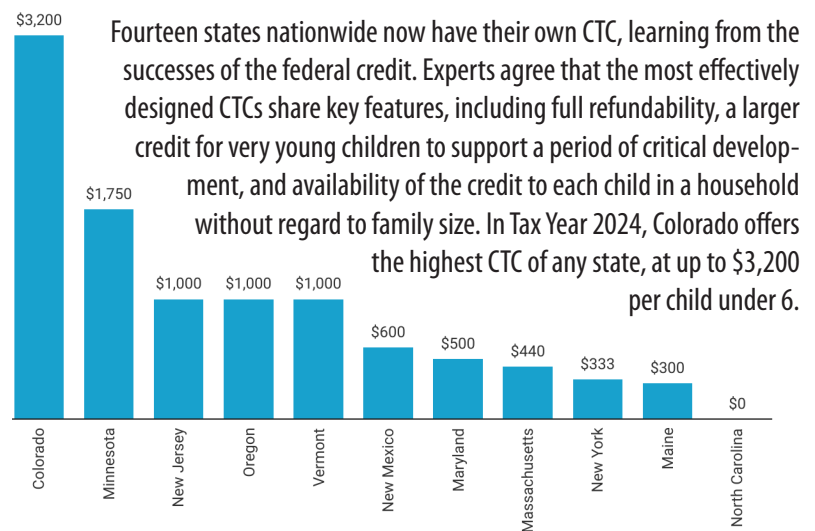 $3,200
Fourteen states nationwide now have their own CTC, learning from the
successes of the federal credit. Experts agree that the most effectively
designed CTCs share key features, including full refundability, a larger
credit for very young children to support a period of critical develop-
ment, and availability of the credit to each child in a household
without regard to family size. In Tax Year 2024, Colorado offers
the highest CTC of any state, at up to $3,200
per child under 6.
$1,750
$1,000
$1,000
$1,000
$600
$500
$440
$333
$300
$0
Colorado
Minnesota
New Jersey
Oregon
Vermont
New Mexico
Maryland
Massachusetts
New York
Maine
North Carolina